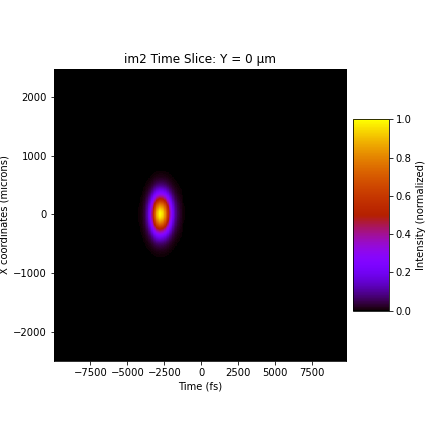 im2 Time Slice: Y = 0 μm
2000
1000
0
−1000
−2000
X coordinates (microns)
−7500 −5000 −2500 0 2500 5000 7500
Time (fs)
1.0
0.8
0.6
0.4
0.2
0.0
Intensity (normalized)